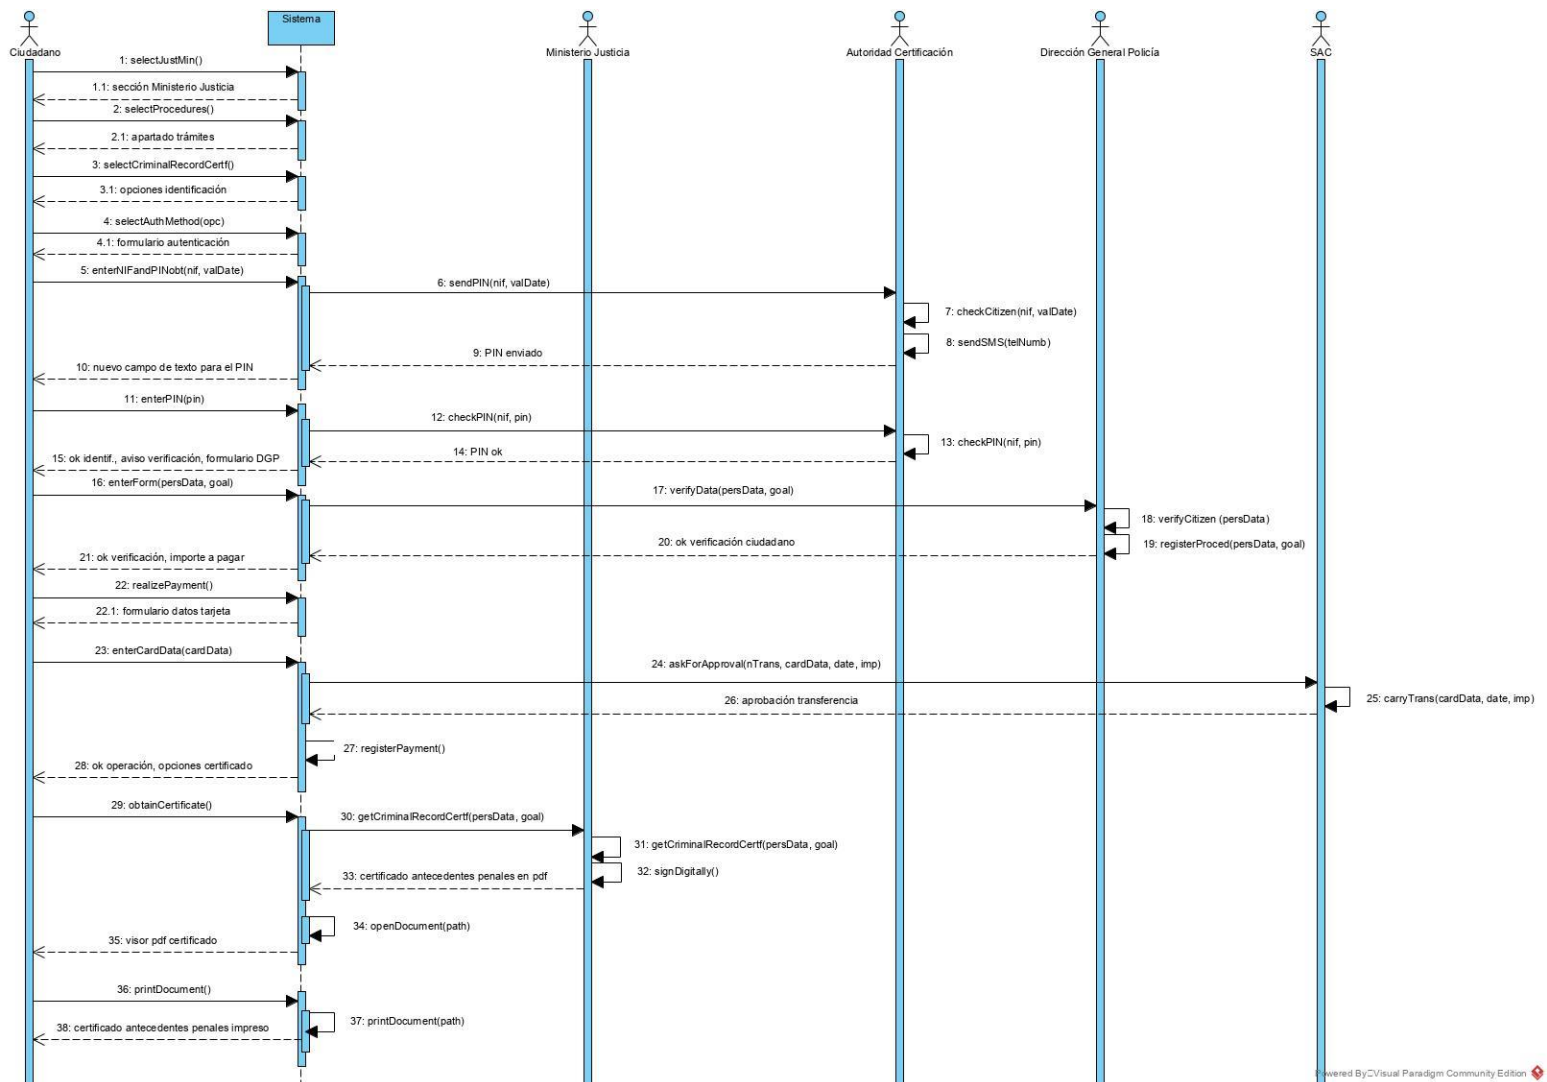 Ciudadano
Sistema
Ministerio Justicia
Autoridad Certificación
Dirección General Policía
SAC
1: selectJustMin()
1.1: sección Ministerio Justicia
2: selectProcedures()
2.1: apartado trámites
3: selectCriminalRecordCertf()
3.1: opciones identificación
4: selectAuthMethod(opc)
4.1: formulario autenticación
5: enterNIFandPINobt(nif, valDate)
6: sendPIN(nif, valDate)
7: checkCitizen(nif, valDate)
8: sendSMS(telNumb)
9: PIN enviado
10: nuevo campo de texto para el PIN
11: enterPIN(pin)
12: checkPIN(nif, pin)
13: checkPIN(nif, pin)
14: PIN ok
15: ok identif., aviso verificación, formulario DGP
16: enterForm(persData, goal)
17: verifyData(persData, goal)
18: verifyCitizen (persData)
19: registerProced(persData, goal)
20: ok verificación ciudadano
21: ok verificación, importe a pagar
22: realizePayment()
22.1: formulario datos tarjeta
23: enterCardData(cardData)
24: askForApproval(nTrans, cardData, date, imp)
25: carryTrans(cardData, date, imp)
26: aprobación transferencia
27: registerPayment()
28: ok operación, opciones certificado
29: obtainCertificate()
30: getCriminalRecordCertf(persData, goal)
31: getCriminalRecordCertf(persData, goal)
32: signDigitally()
33: certificado antecedentes penales en pdf
34: openDocument(path)
35: visor pdf certificado
36: printDocument()
37: printDocument(path)
38: certificado antecedentes penales impreso
Powered By Visual Paradigm Community Edition